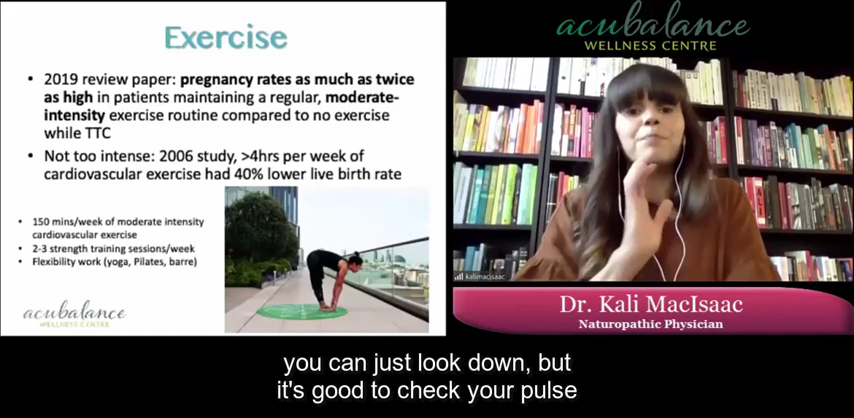 Exercise
• 2019 review paper: pregnancy rates as much as twice
as high in patients maintaining a regular, moderate-
intensity exercise routine compared to no exercise
while TTC
• Not too intense: 2006 study, >4hrs per week of
cardiovascular exercise had 40% lower live birth rate
• 150 mins/week of moderate intensity
cardiovascular exercise
• 2-3 strength training sessions/week
• Flexibility work (yoga, Pilates, barre)
acubalance
WELLNESS CENTRE
acubalance
WELLNESS CENTRE
kalimacisaac
Dr. Kali MacIsaac
Naturopathic Physician
you can just look down, but
it's good to check your pulse